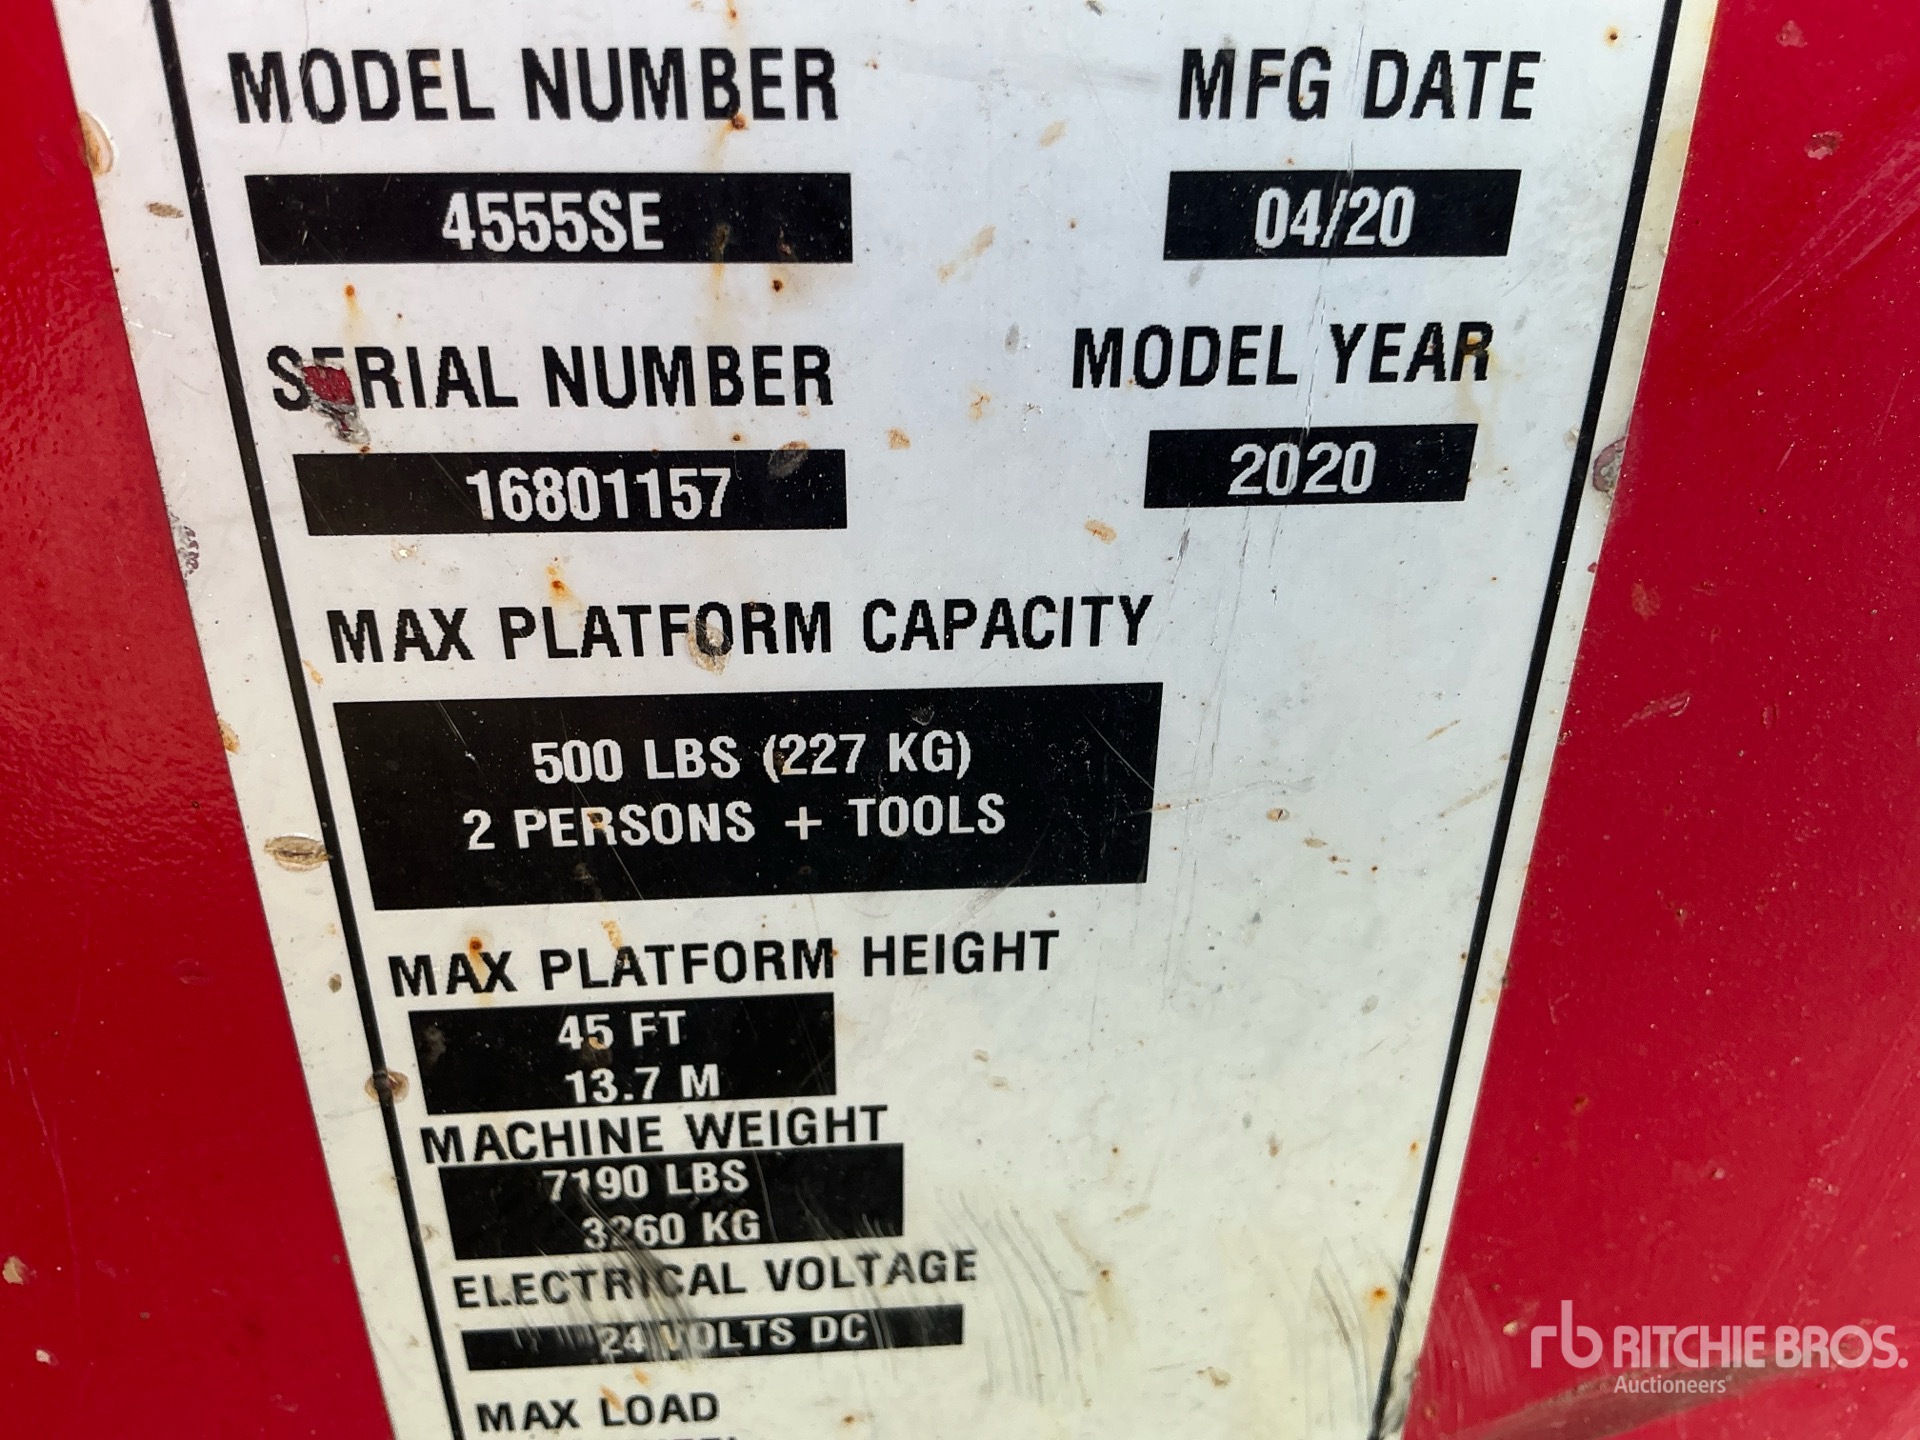 MODEL NUMBER MFG DATE
4555SE 04/20
SERIAL NUMBER MODEL YEAR
16801157 2020
MAX PLATFORM CAPACITY
500 LBS (227 KG)
2 PERSONS + TOOLS
MAX PLATFORM HEIGHT
45 FT
13.7 M
MACHINE WEIGHT
7190 LBS
3260 KG
ELECTRICAL VOLTAGE
24 VOLTS DC
MAX LOAD
rb RITCHIE BROS.
Auctioneers